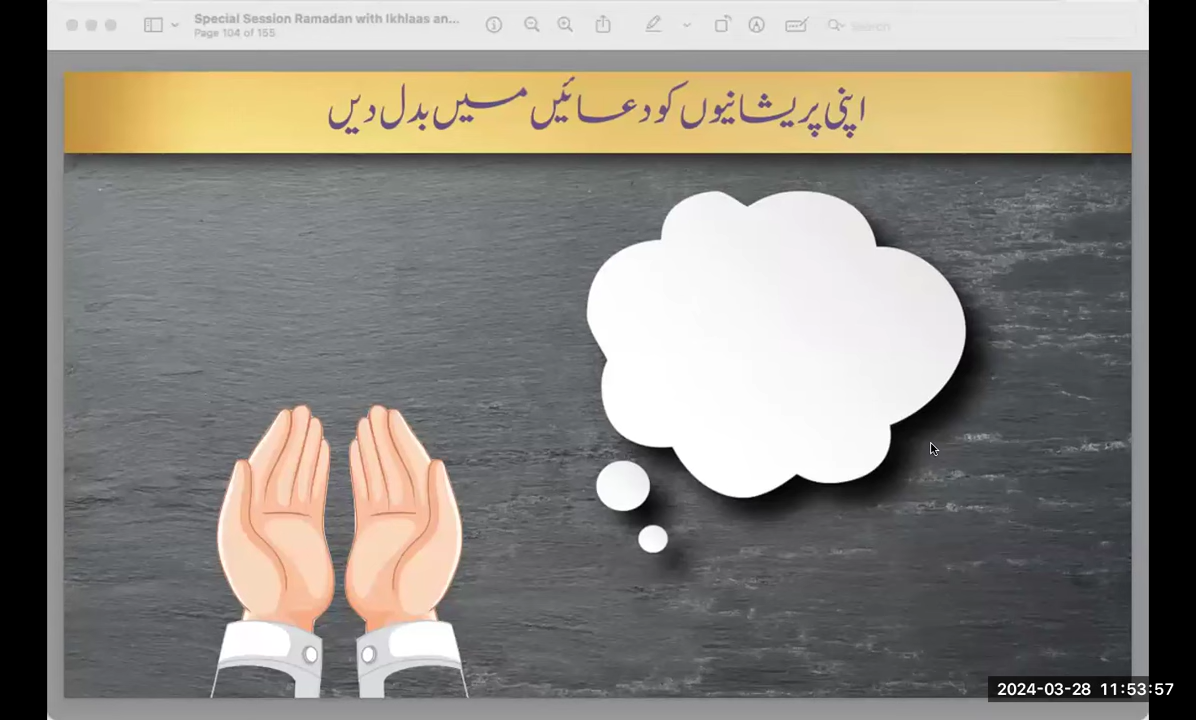 Special Session Ramadan with Ikhlaas an...
Page 104 of 155
Search
اپنی پریشانیوں کو دعائیں میں بدل دیں
2024-03-28 11:53:57